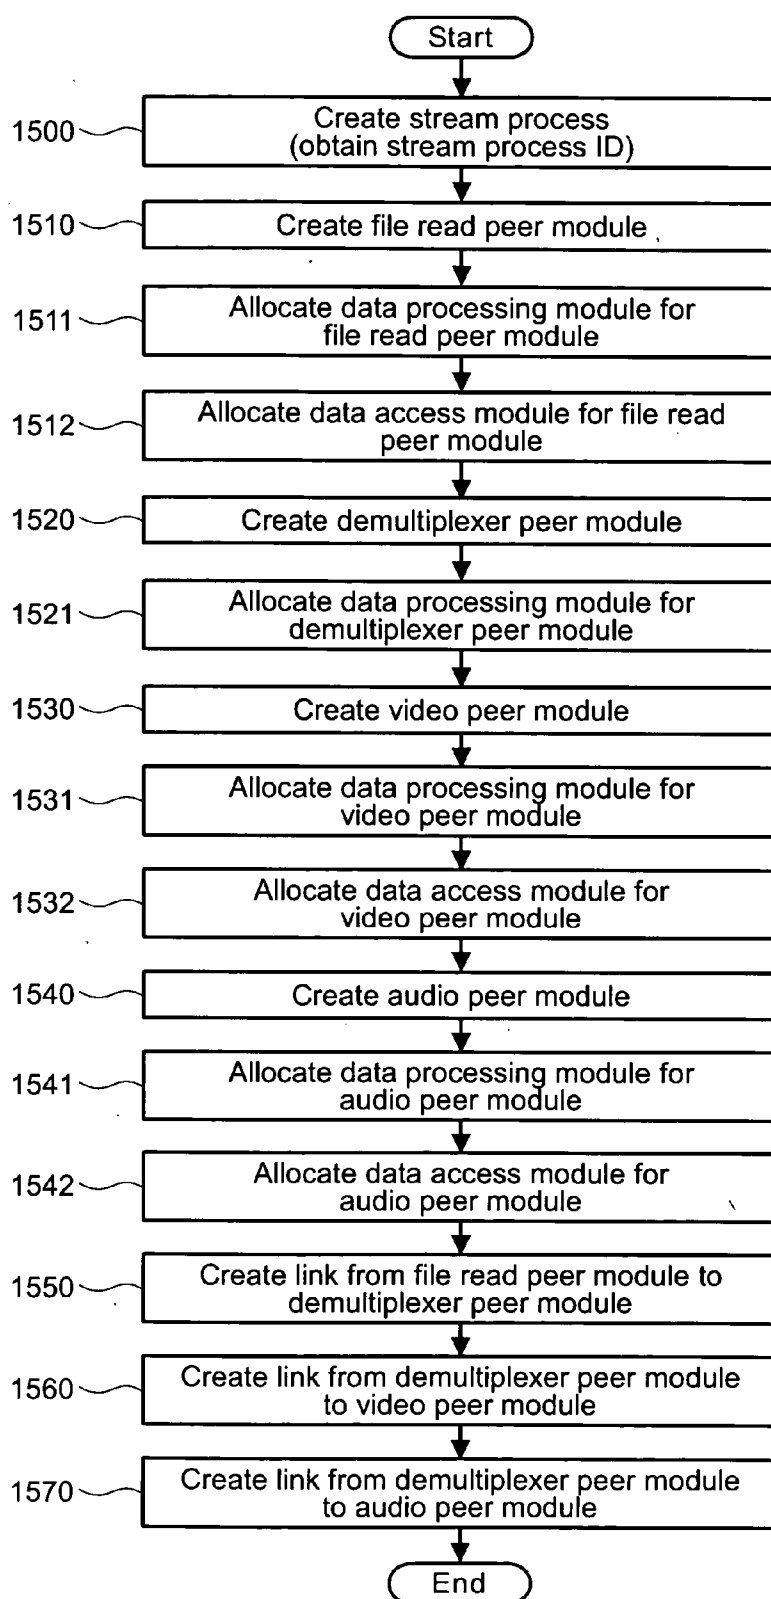 Start
1500
Create stream process
(obtain stream process ID)
1510
Create file read peer module
1511
Allocate data processing module for
file read peer module
1512
Allocate data access module for file read
peer module
1520
Create demultiplexer peer module
1521
Allocate data processing module for
demultiplexer peer module
1530
Create video peer module
1531
Allocate data processing module for
video peer module
1532
Allocate data access module for
video peer module
1540
Create audio peer module
1541
Allocate data processing module for
audio peer module
1542
Allocate data access module for
audio peer module
1550
Create link from file read peer module to
demultiplexer peer module
1560
Create link from demultiplexer peer module
to video peer module
1570
Create link from demultiplexer peer module
to audio peer module
End